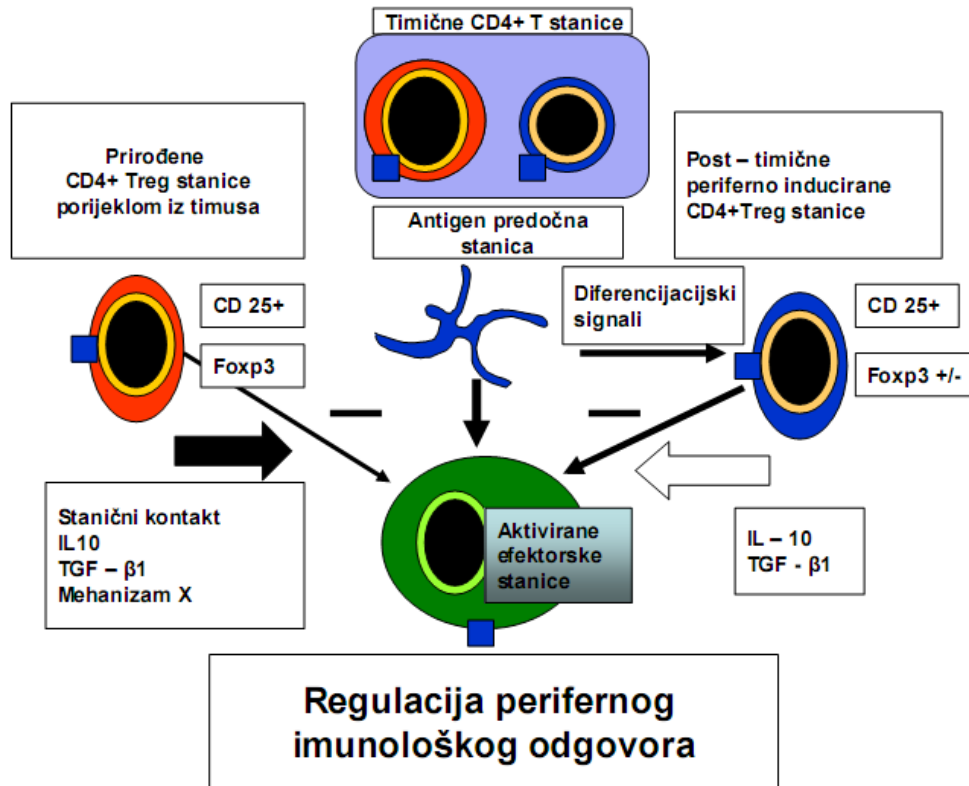 Timične CD4+ T stanice
Prirođene
CD4+ Treg stanice
porijeklom iz timusa
Post – timične
periferno inducirane
CD4+Treg stanice
Antigen predočna
stanica
CD 25+
Foxp3
Diferencijacijski
signali
CD 25+
Foxp3 +/-
Stanični kontakt
IL10
TGF – β1
Mehanizam X
Aktivirane
efektorske
stanice
IL – 10
TGF - β1
Regulacija perifernog
imunološkog odgovora